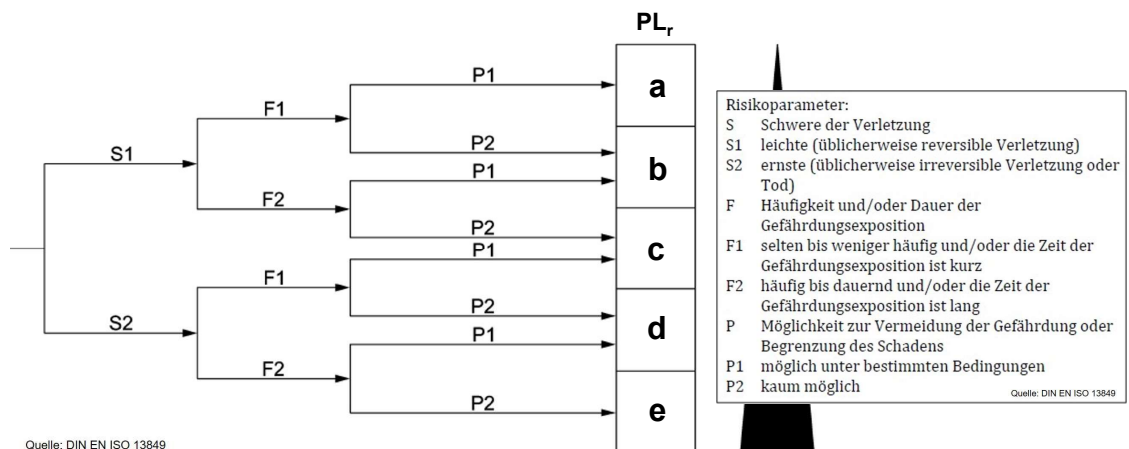 PLr
P1
a
F1
P2
S1
P1
b
F2
P2
c
P1
F1
P2
S2
d
P1
F2
P2
e
Quelle: DIN EN ISO 13849
Risikoparameter:
S Schwere der Verletzung
S1 leichte (üblicherweise reversible Verletzung)
S2 ernste (üblicherweise irreversible Verletzung oder
Tod)
F Häufigkeit und/oder Dauer der
Gefährdungsexposition
F1 selten bis weniger häufig und/oder die Zeit der
Gefährdungsexposition ist kurz
F2 häufig bis dauernd und/oder die Zeit der
Gefährdungsexposition ist lang
P Möglichkeit zur Vermeidung der Gefährdung oder
Begrenzung des Schadens
P1 möglich unter bestimmten Bedingungen
P2 kaum möglich
Quelle: DIN EN ISO 13849